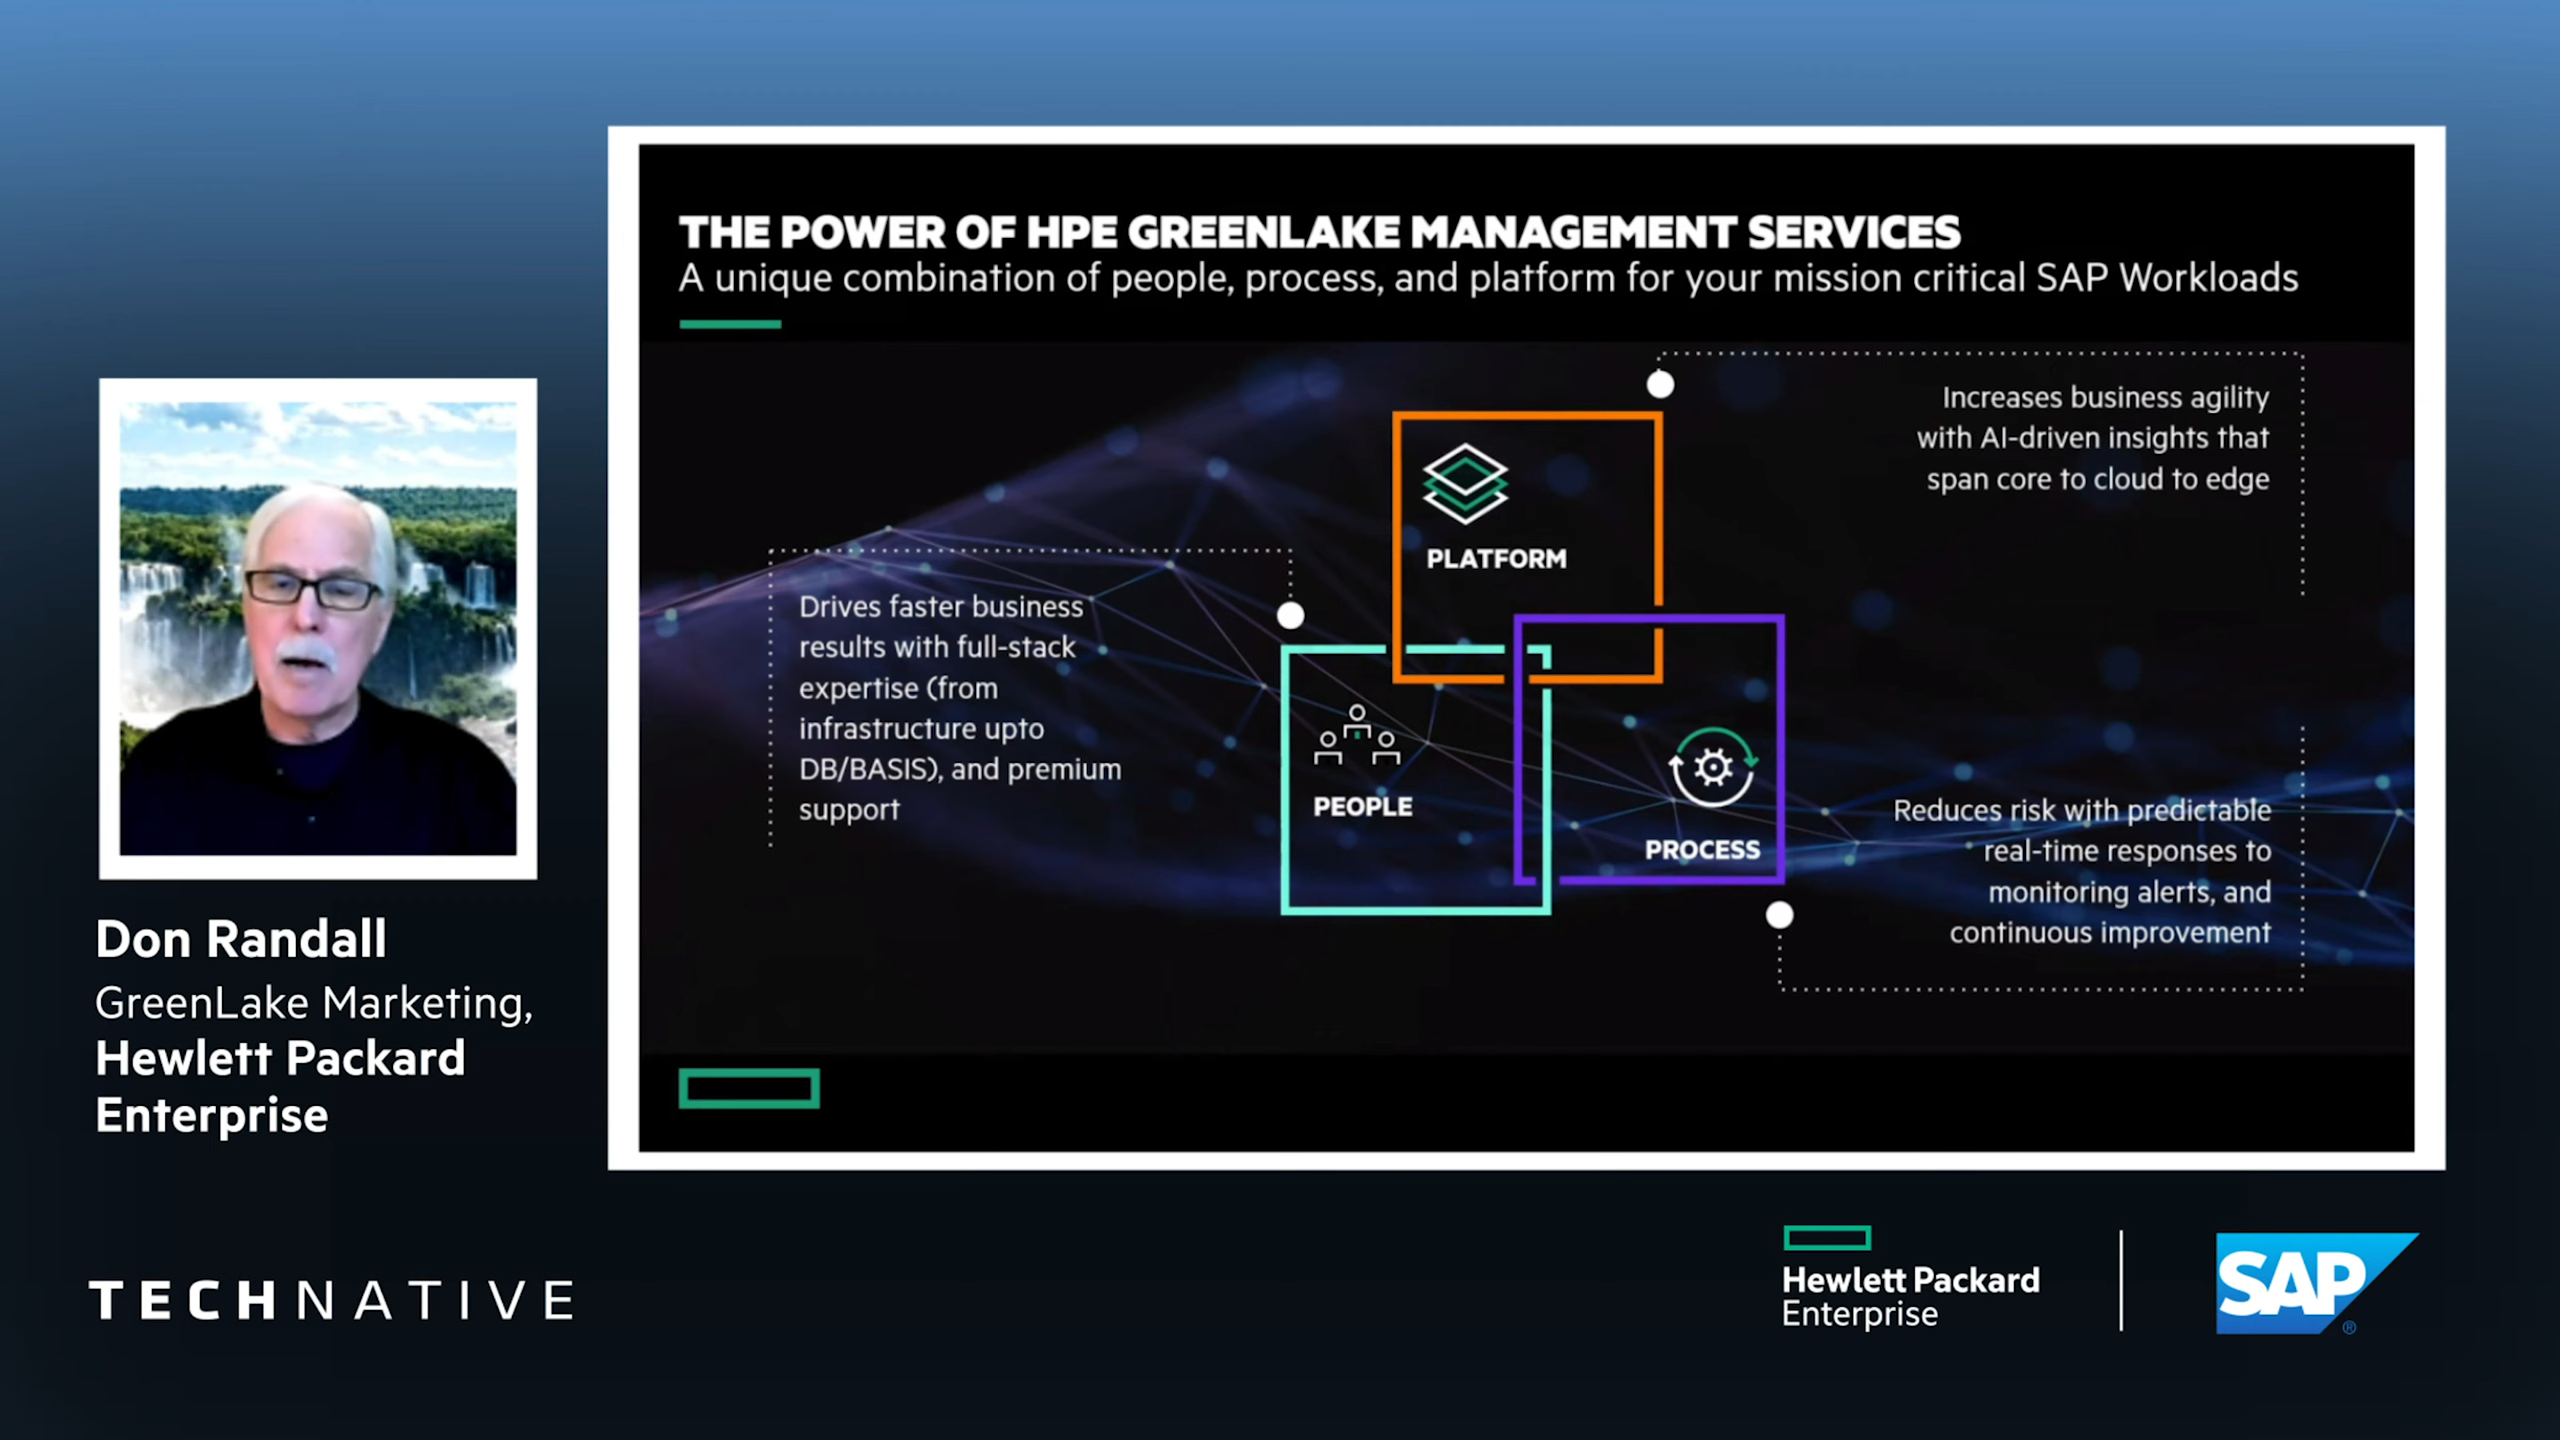 THE POWER OF HPE GREENLAKE MANAGEMENT SERVICES
A unique combination of people, process, and platform for your mission critical SAP Workloads
Increases business agility
with AI-driven insights that
span core to cloud to edge
PLATFORM
Drives faster business
results with full-stack
expertise (from
infrastructure upto
DB/BASIS), and premium
support
PEOPLE
PROCESS
Reduces risk with predictable
real-time responses to
monitoring alerts, and
continuous improvement
Don Randall
GreenLake Marketing,
Hewlett Packard
Enterprise
TECHNATIVE
Hewlett Packard
Enterprise
SAP
®